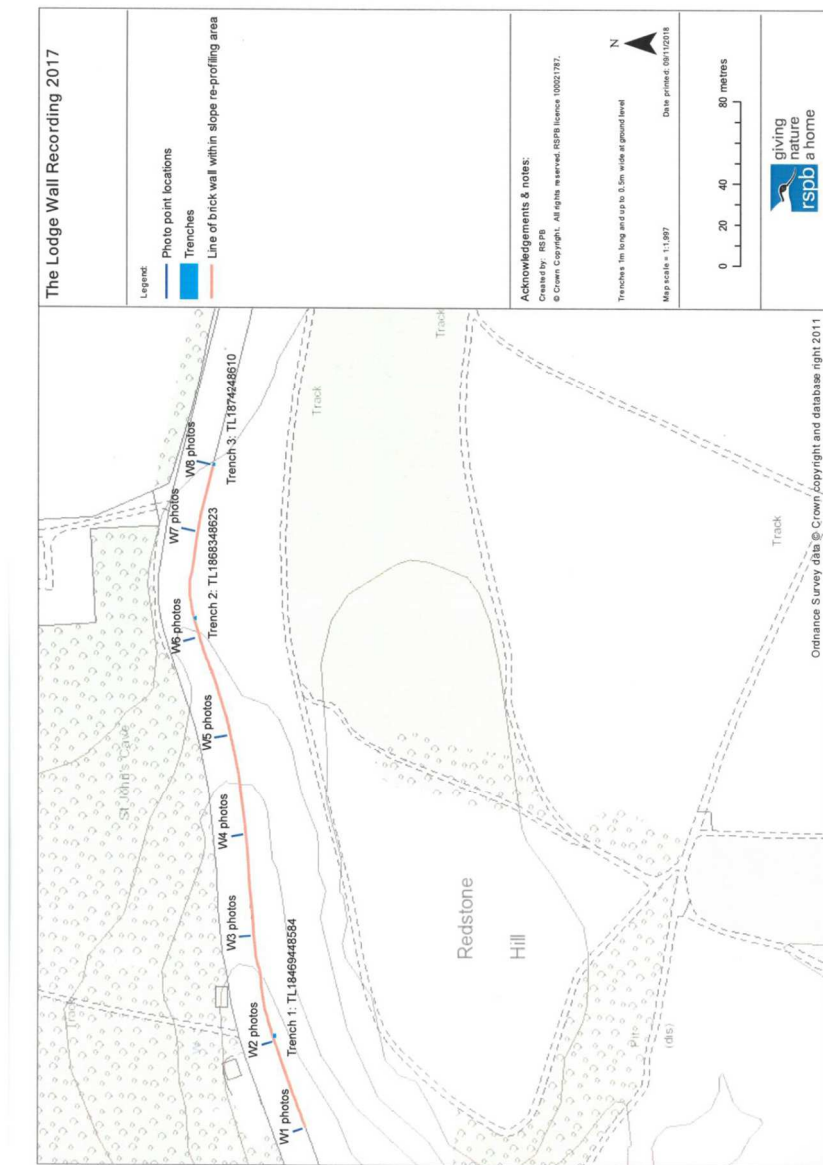 The Lodge Wall Recording 2017
Legend:
Photo point locations
Trenches
Line of brick wall within slope re-profiling area
Acknowledgements & notes:
Created by: RSPB
© Crown Copyright. All rights reserved. RSPB licence 100021787.
N
Trenches 1m long and up to 0.5m wide at ground level
Map scale = 1:1,997
Date printed: 09/11/2018
0 20 40 80 metres
rspb
giving
nature
a home
W1 photos
W2 photos
W3 photos
W4 photos
W5 photos
W6 photos
W7 photos
W8 photos
Trench 1: TL18469448584
Trench 2: TL1868348623
Trench 3: TL1874248610
Track
St John's Cave
Track
Track
Redstone
Hill
Track
Pit
(dis)
Ordnance Survey data © Crown copyright and database right 2011